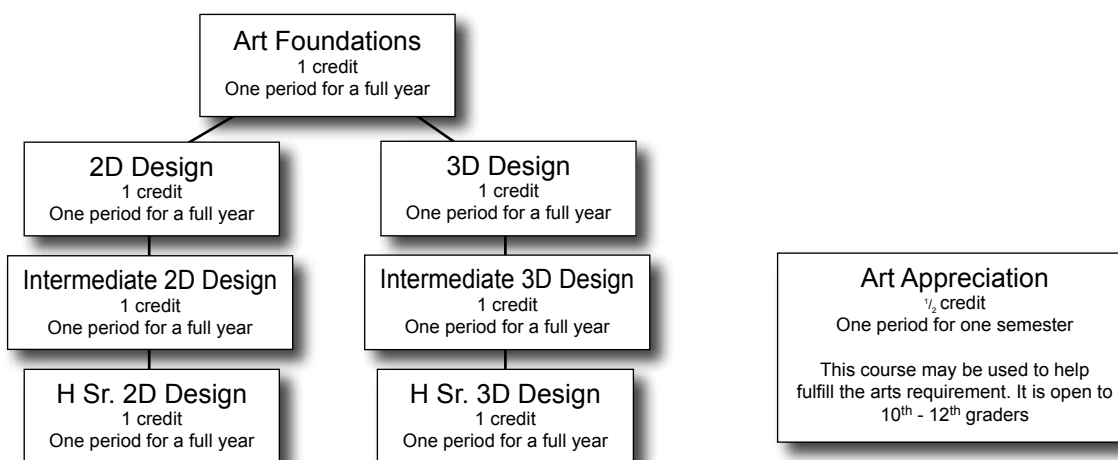 Art Foundations
1 credit
One period for a full year
2D Design
1 credit
One period for a full year
3D Design
1 credit
One period for a full year
Intermediate 2D Design
1 credit
One period for a full year
Intermediate 3D Design
1 credit
One period for a full year
H Sr. 2D Design
1 credit
One period for a full year
H Sr. 3D Design
1 credit
One period for a full year
Art Appreciation
1/2 credit
One period for one semester
This course may be used to help
fulfill the arts requirement. It is open to
10th - 12th graders